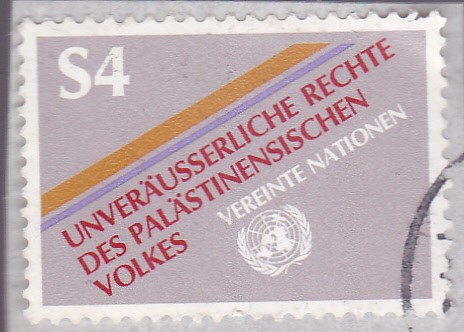 S4
UNVERÄUSSERLICHE RECHTE
DES PALÄSTINENSISCHEN
VOLKES
VEREINTE NATIONEN